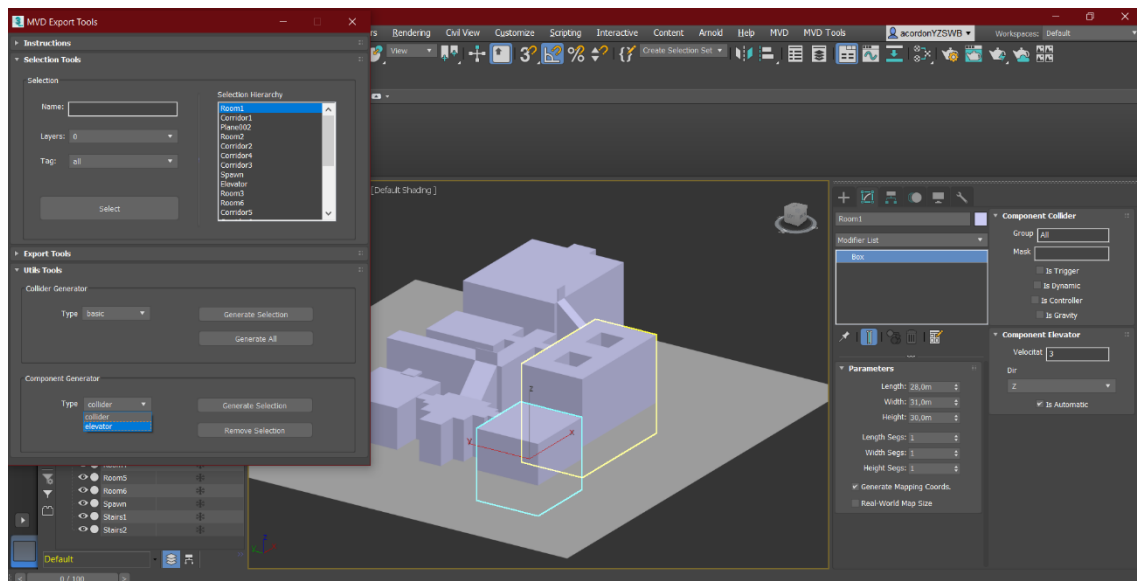 MVD Export Tools
Instructions
Selection Tools
Selection
Name:
Layers: 0
Tag: all
Select
Selection Hierarchy
Room1
Corridor1
Plane002
Room2
Corridor2
Corridor4
Corridor3
Spawn
Elevator
Room3
Room6
Corridor5
Export Tools
Utils Tools
Collider Generator
Type basic
Generate Selection
Generate All
Component Generator
Type collider
collider
elevator
Generate Selection
Remove Selection
Rendering Civil View Customize Scripting Interactive Content Arnold Help MVD MVD Tools
acordonYZSWB
Workspaces: Default
View
Create Selection Set
[Default Shading ]
z
x
Room1
Modifier List
Box
Parameters
Length: 28,0m
Width: 31,0m
Height: 30,0m
Length Segs: 1
Width Segs: 1
Height Segs: 1
Generate Mapping Coords.
Real-World Map Size
Component Collider
Group All
Mask
Is Trigger
Is Dynamic
Is Controller
Is Gravity
Component Elevator
Velocitat 3
Dir
Z
Is Automatic
Room5
Room6
Spawn
Stairs1
Stairs2
Default
0 / 100